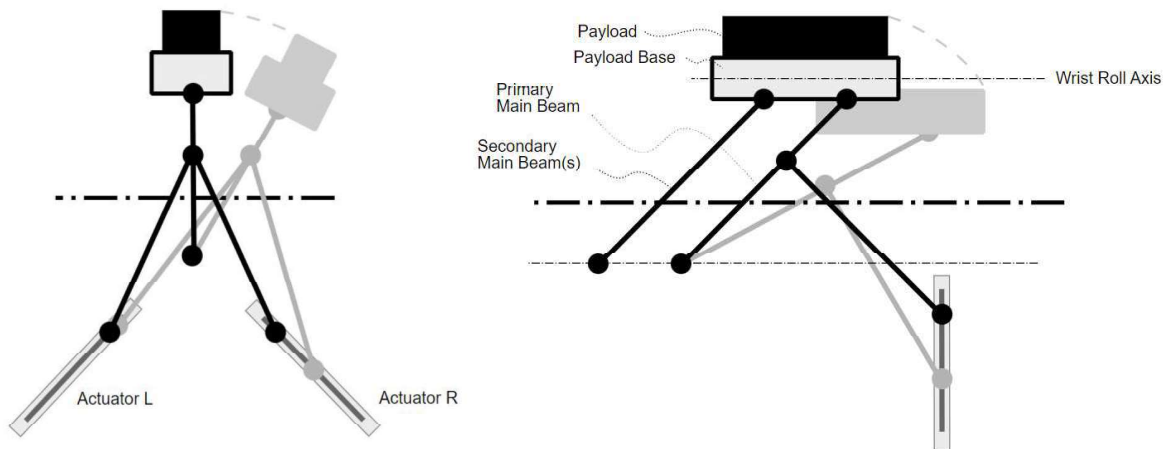 Actuator L
Actuator R
Payload
Payload Base
Wrist Roll Axis
Primary
Main Beam
Secondary
Main Beam(s)